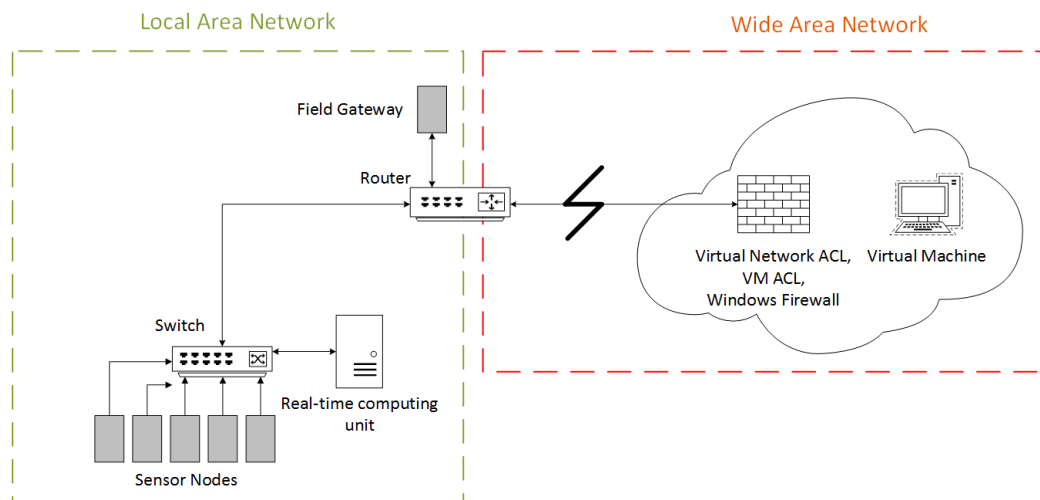 Local Area Network
Wide Area Network
Field Gateway
Router
Virtual Network ACL,
VM ACL,
Windows Firewall
Virtual Machine
Switch
Real-time computing
unit
Sensor Nodes